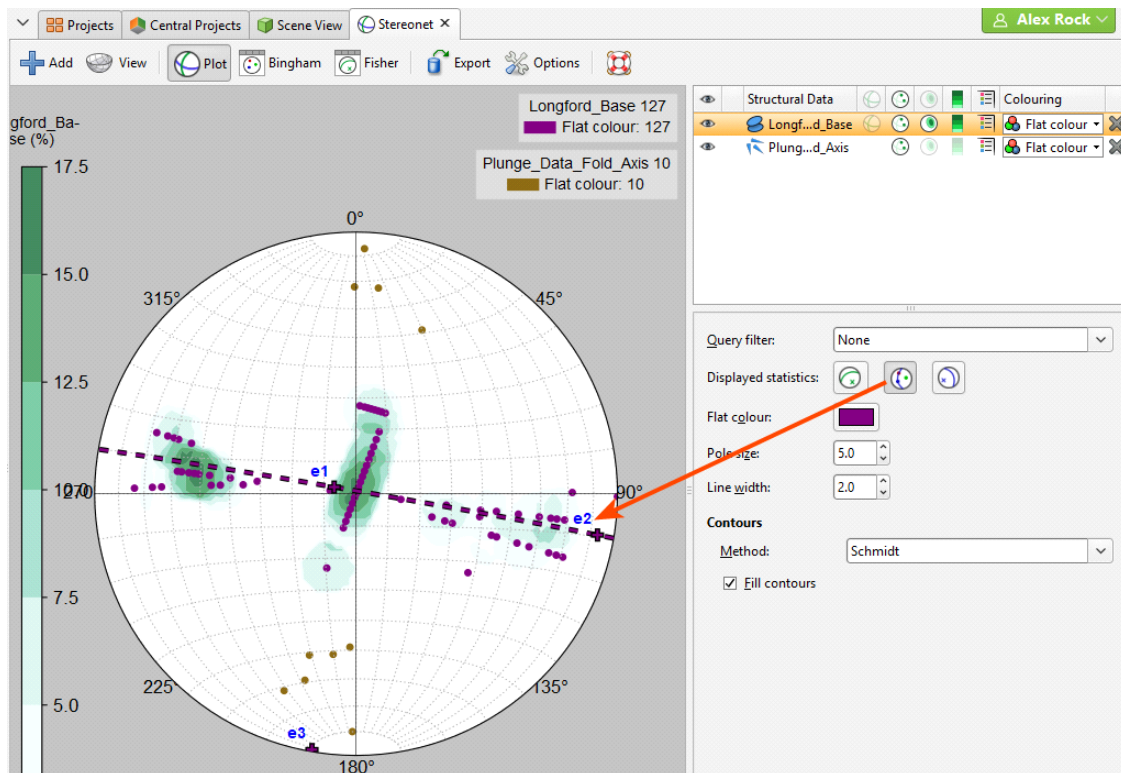 Projects Central Projects Scene View Stereonet Alex Rock
Add View Plot Bingham Fisher Export Options
gford_Ba-
se (%)
17.5
15.0
12.5
10.0
7.5
5.0
Longford_Base 127
Flat colour: 127
Plunge_Data_Fold_Axis 10
Flat colour: 10
0°
315° 45°
e1
270 90°
e2
225° 135°
e3
180°
Structural Data Colouring
Longf...d_Base Flat colour
Plung...d_Axis Flat colour
Query filter: None
Displayed statistics:
Flat colour:
Pole size: 5.0
Line width: 2.0
Contours
Method: Schmidt
Fill contours